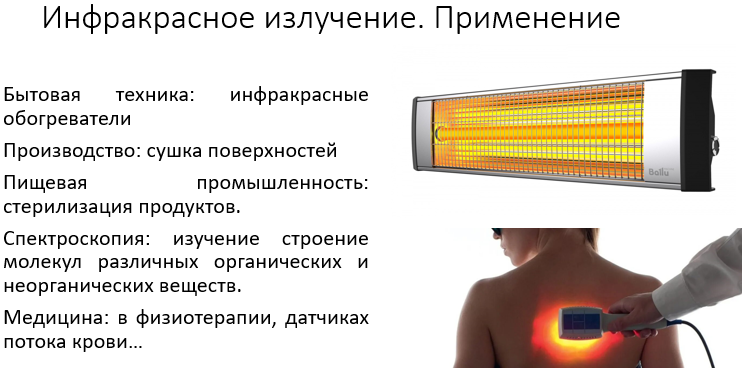 Инфракрасное излучение. Применение
Бытовая техника: инфракрасные
обогреватели
Производство: сушка поверхностей
Пищевая промышленность:
стерилизация продуктов.
Спектроскопия: изучение строение
молекул различных органических и
неорганических веществ.
Медицина: в физиотерапии, датчиках
потока крови...
Ballu